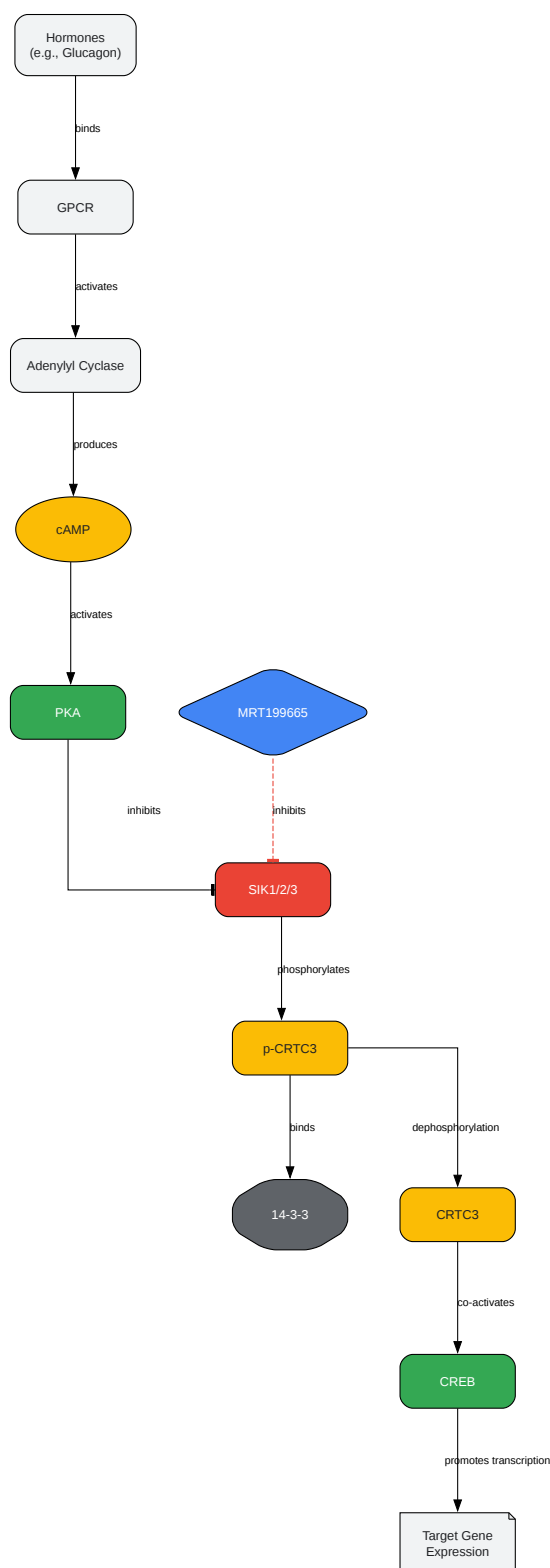 Hormones
(e.g., Glucagon)
binds
GPCR
activates
Adenylyl Cyclase
produces
cAMP
activates
PKA
MRT199665
inhibits
inhibits
SIK1/2/3
phosphorylates
p-CRTC3
binds
dephosphorylation
14-3-3
CRTC3
co-activates
CREB
promotes transcription
Target Gene
Expression